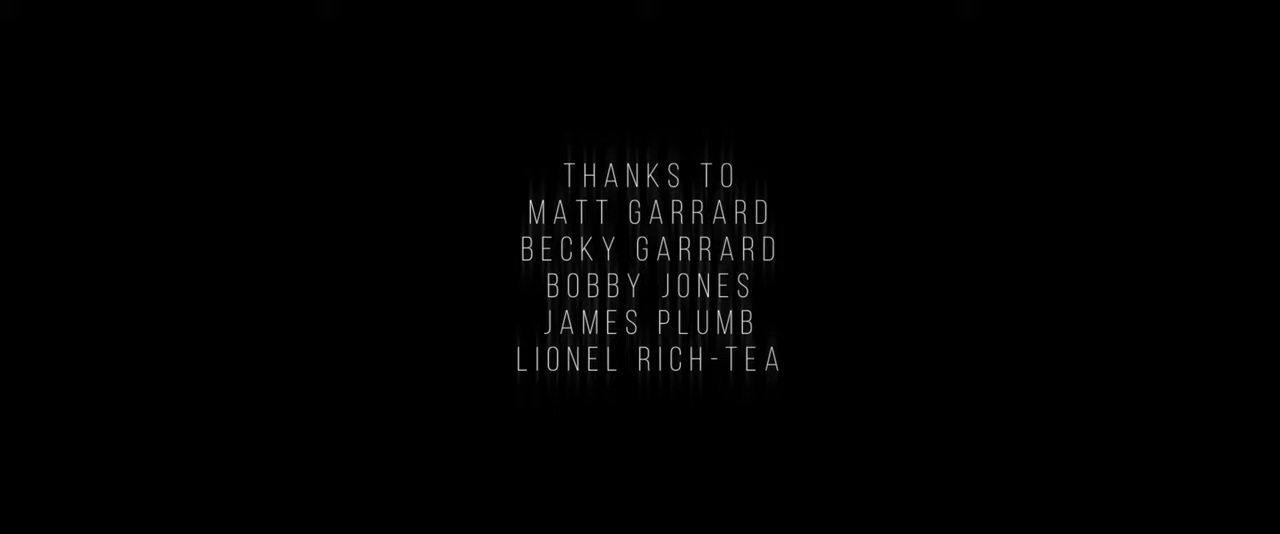 THANKS TO
MATT GARRARD
BECKY GARRARD
BOBBY JONES
JAMES PLUMB
LIONEL RICH-TEA